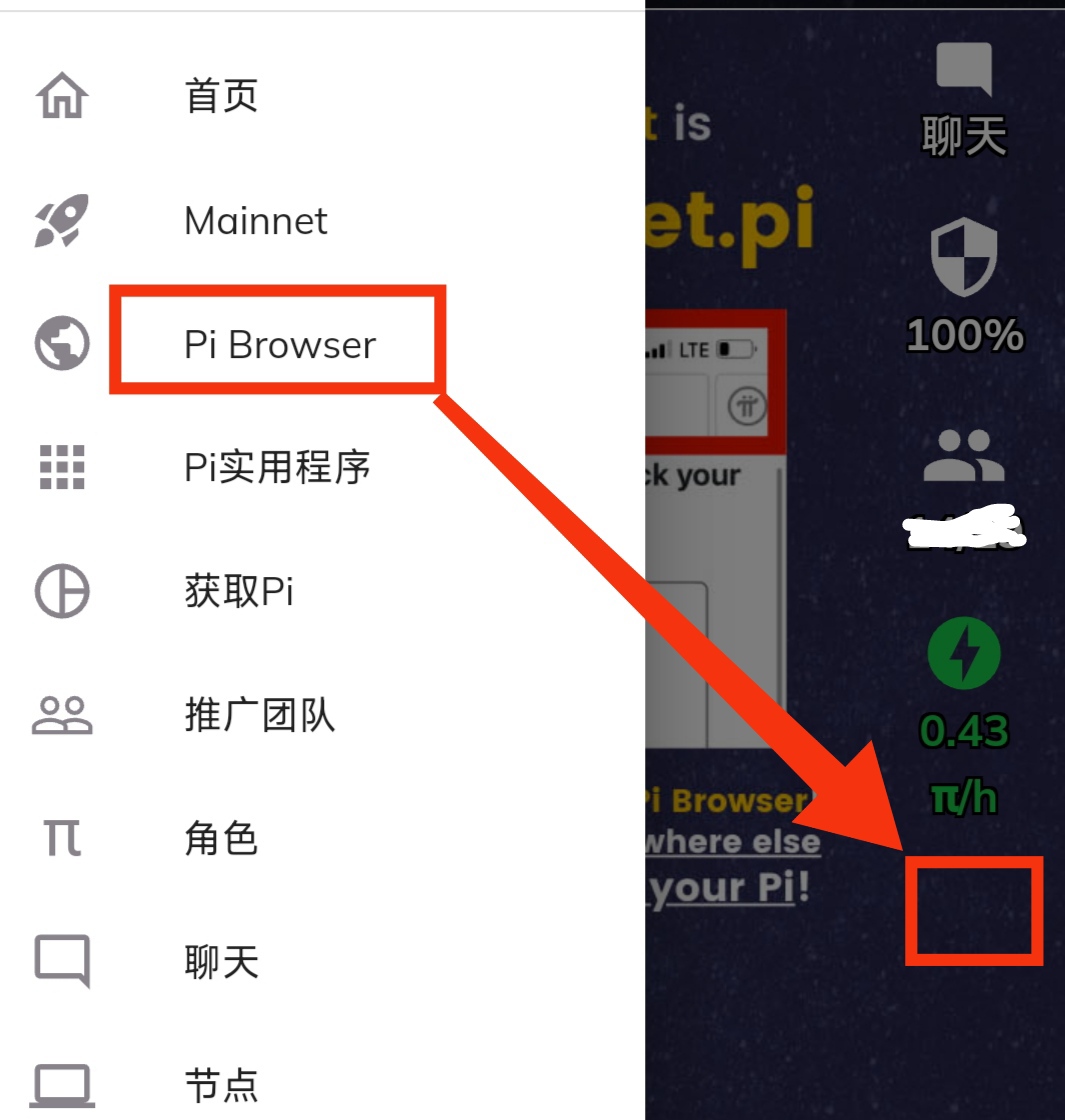 首页
Mainnet
Pi Browser
Pi实用程序
获取Pi
推广团队
角色
聊天
节点
is
et.pi
LTE
ck your
Pi Browser!
where else
your Pi!
聊天
100%
0.43
π/h